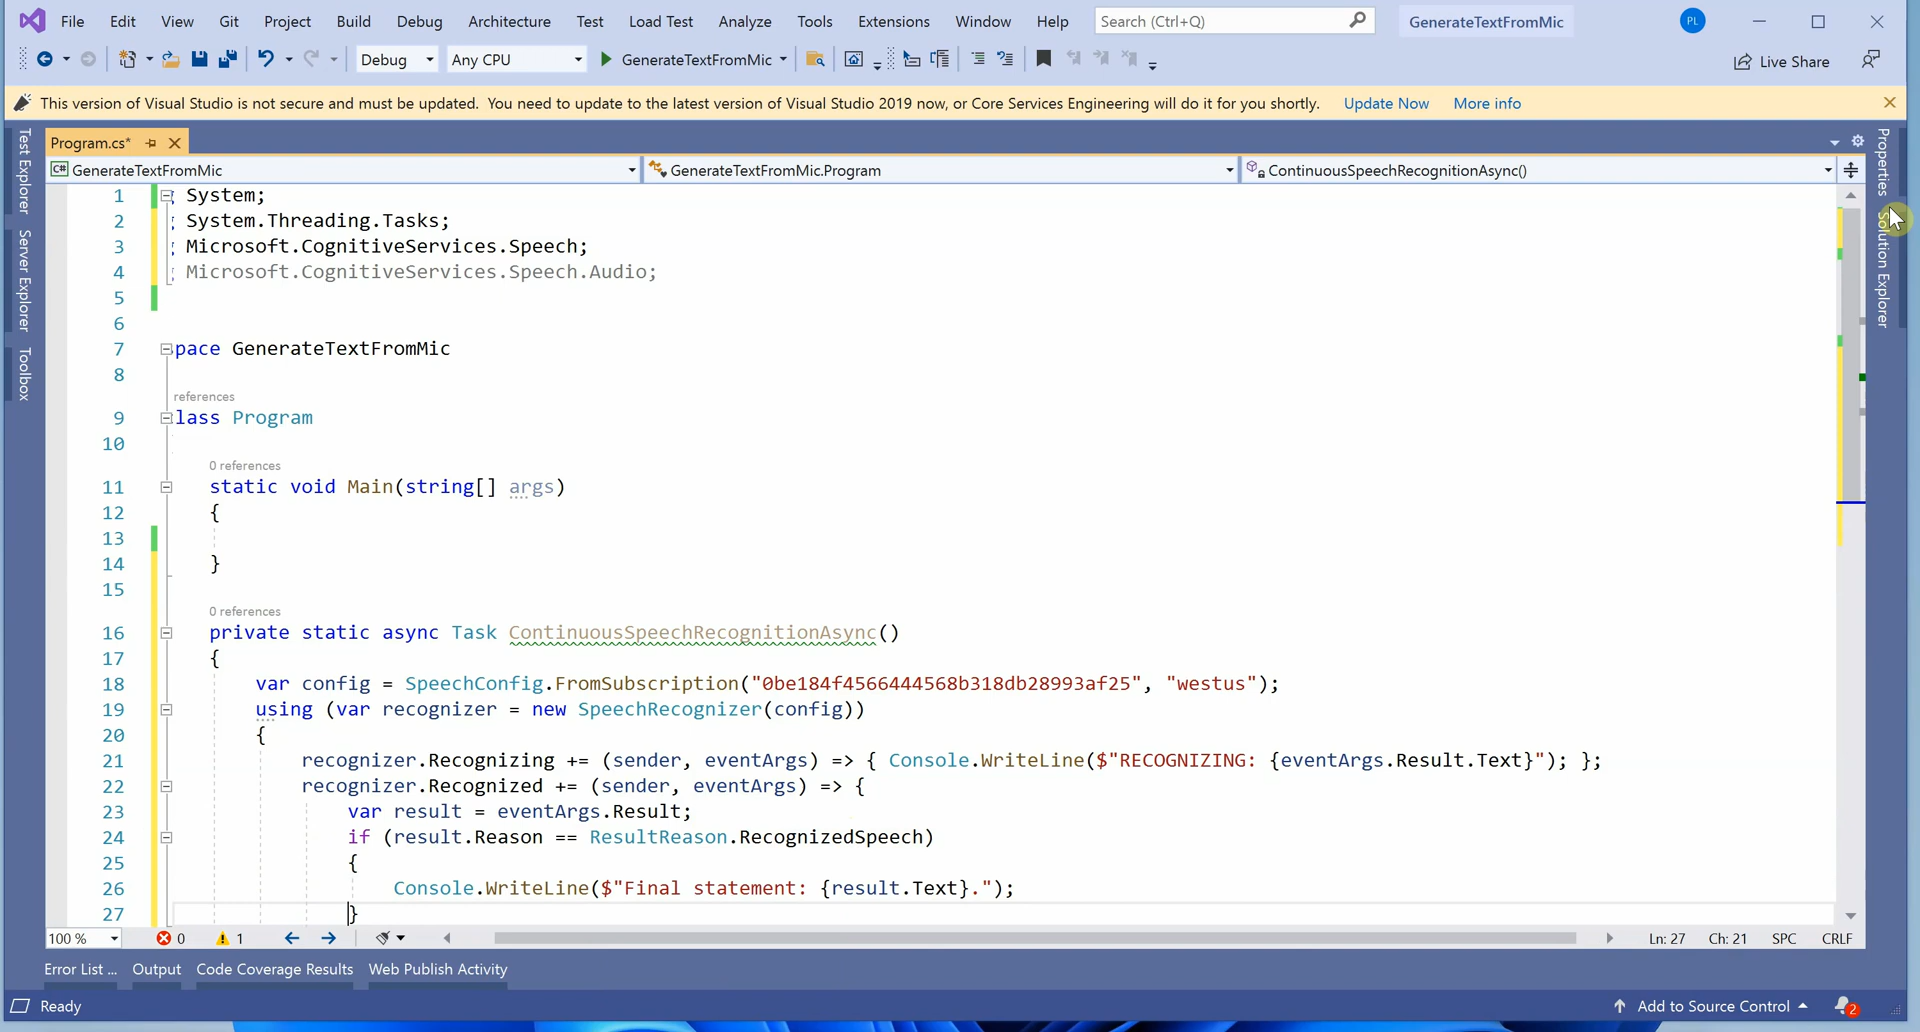 File Edit View Git Project Build Debug Architecture Test Load Test Analyze Tools Extensions Window Help Search (Ctrl+Q) GenerateTextFromMic PL
Debug Any CPU GenerateTextFromMic Live Share
This version of Visual Studio is not secure and must be updated. You need to update to the latest version of Visual Studio 2019 now, or Core Services Engineering will do it for you shortly. Update Now More info
Test Explorer
Server Explorer
Toolbox
Program.cs*
C# GenerateTextFromMic GenerateTextFromMic.Program ContinuousSpeechRecognitionAsync()
1 System;
2 System.Threading.Tasks;
3 Microsoft.CognitiveServices.Speech;
4 Microsoft.CognitiveServices.Speech.Audio;
5
6
7 pace GenerateTextFromMic
8
references
9 lass Program
10
0 references
11 static void Main(string[] args)
12 {
13
14 }
15
0 references
16 private static async Task ContinuousSpeechRecognitionAsync()
17 {
18 var config = SpeechConfig.FromSubscription("0be184f4566444568b318db28993af25", "westus");
19 using (var recognizer = new SpeechRecognizer(config))
20 {
21 recognizer.Recognizing += (sender, eventArgs) => { Console.WriteLine($"RECOGNIZING: {eventArgs.Result.Text}"); };
22 recognizer.Recognized += (sender, eventArgs) => {
23 var result = eventArgs.Result;
24 if (result.Reason == ResultReason.RecognizedSpeech)
25 {
26 Console.WriteLine($"Final statement: {result.Text}.");
27 }
Properties
Solution Explorer
100 % 0 1 Ln: 27 Ch: 21 SPC CRLF
Error List ... Output Code Coverage Results Web Publish Activity
Ready Add to Source Control 2